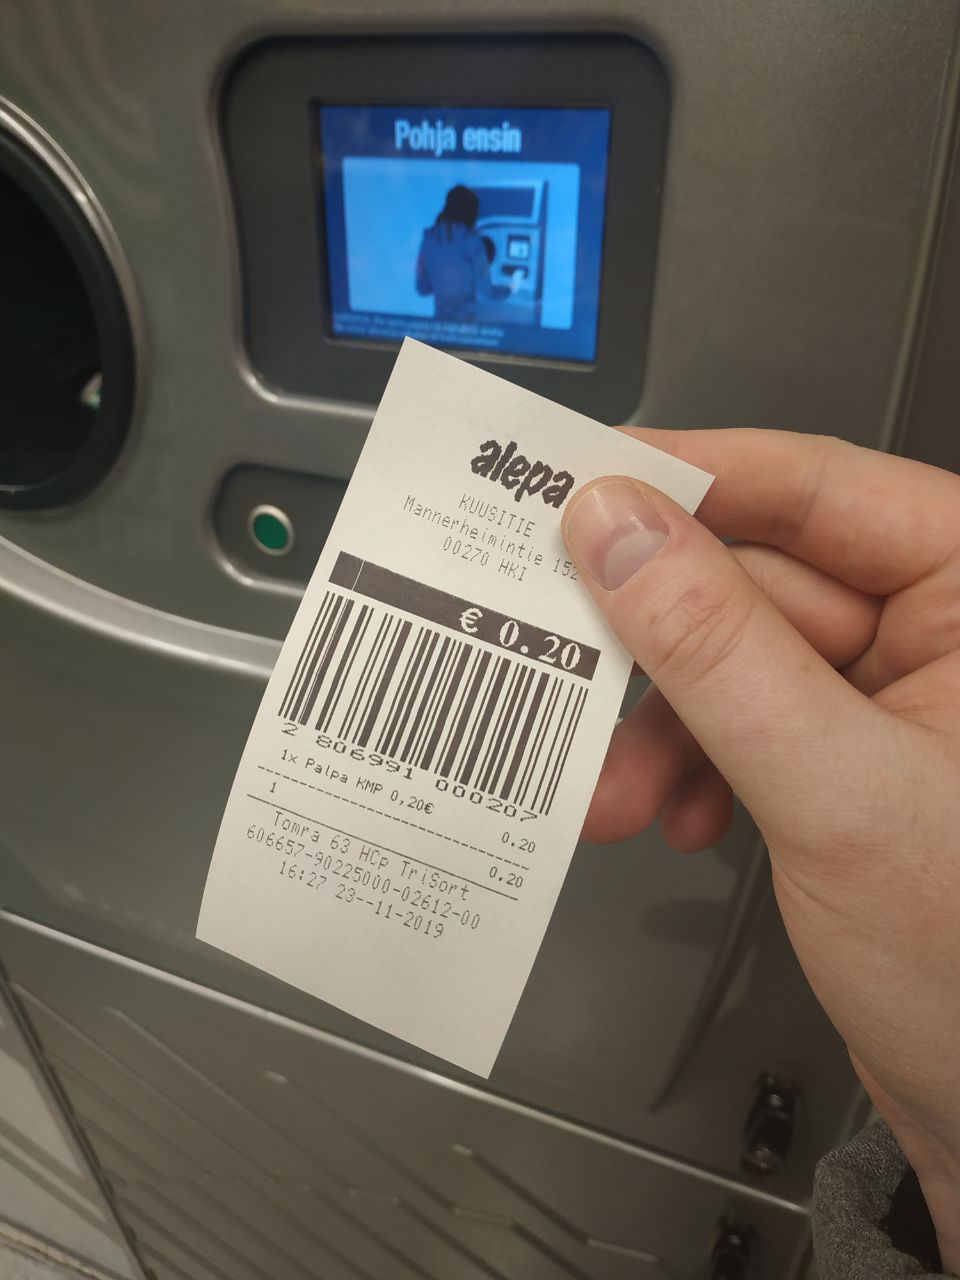 Pohja ensin
alepa
KUUSITIE
Mannerheimintie 152
00270 HKI
€ 0.20
2 806991 000207
1x Palpa KMP 0,20€ 0.20
1 0.20
Tomra 63 HCp TriSort
606657-90225000-02612-00
16:27 23--11-2019